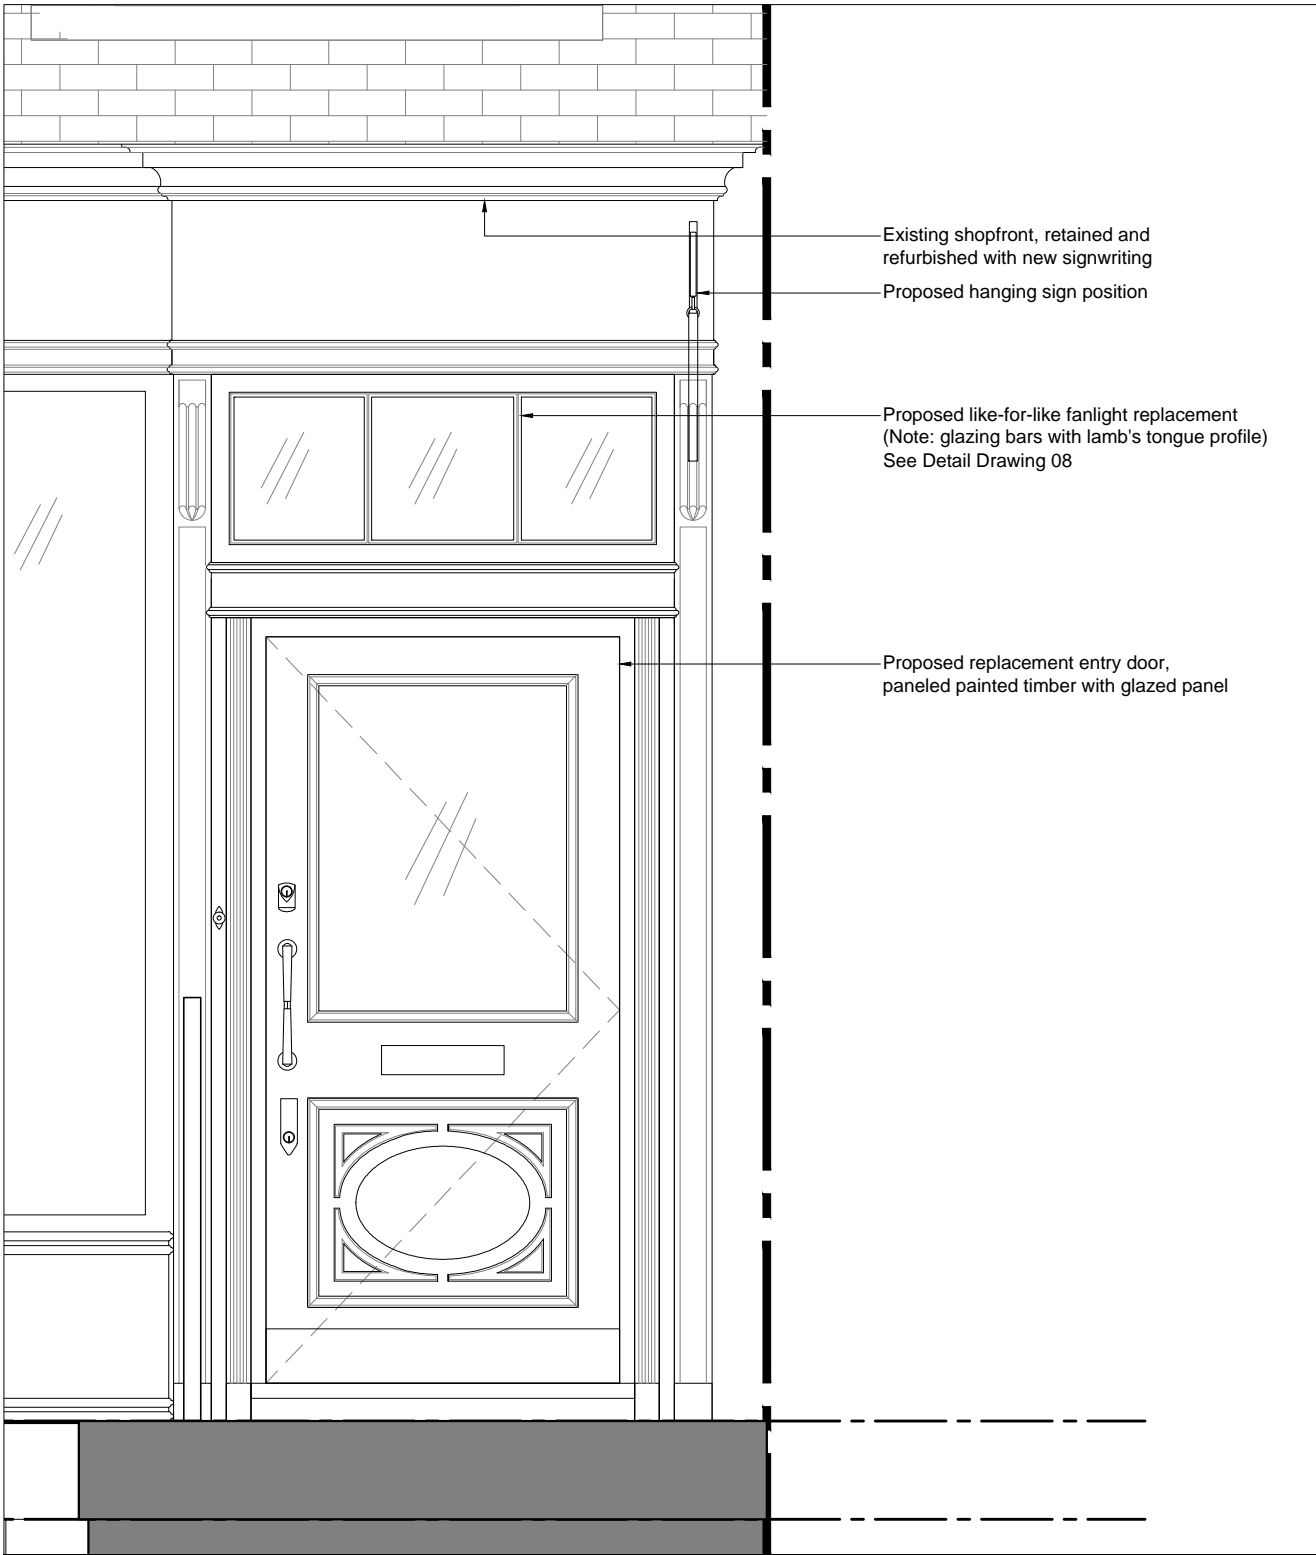 Existing shopfront, retained and
refurbished with new signwriting
Proposed hanging sign position
Proposed like-for-like fanlight replacement
(Note: glazing bars with lamb's tongue profile)
See Detail Drawing 08
Proposed replacement entry door,
paneled painted timber with glazed panel